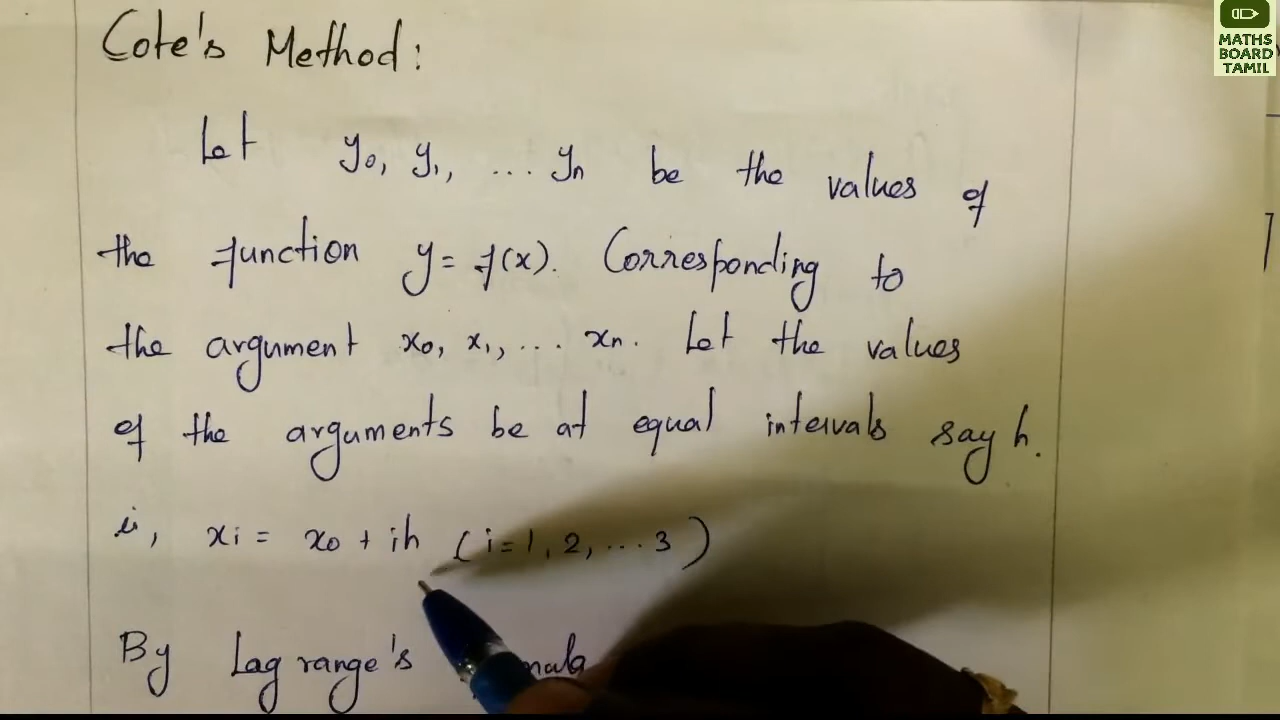 Cote's Method:
Let y₀, y₁, ... yₙ be the values of
the function y = f(x). Corresponding to
the argument x₀, x₁, ... xₙ. Let the values
of the arguments be at equal intervals say h.
ie, xᵢ = x₀ + ih (i=1, 2, ... 3)
By Lagrange's
MATHS
BOARD
TAMIL